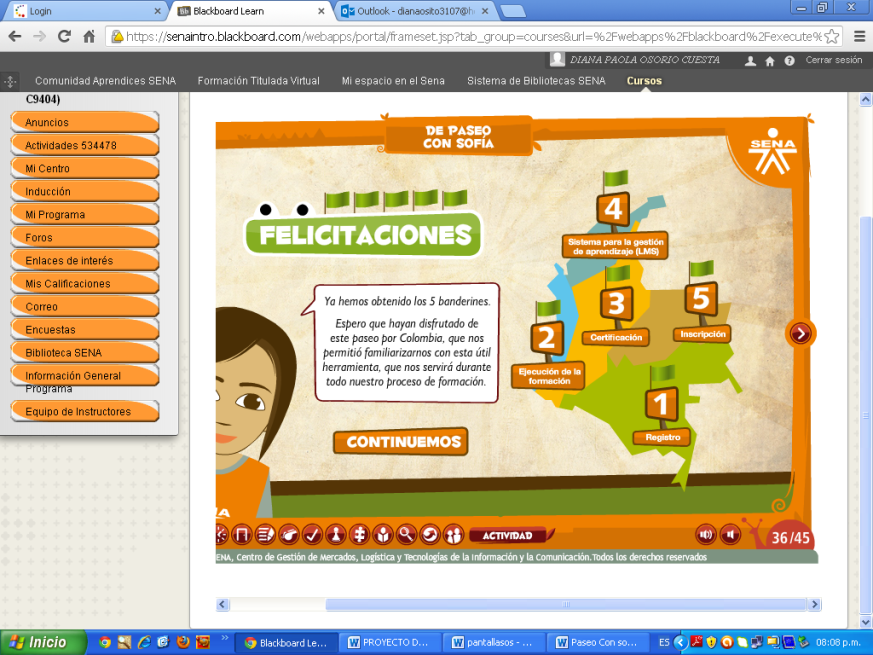 Login
Blackboard Learn
Outlook - dianaosito3107@h
https://senaintro.blackboard.com/webapps/portal/frameset.jsp?tab_group=courses&url=%2Fwebapps%2Fblackboard%2Fexecute%
DIANA PAOLA OSORIO CUESTA
Cerrar sesión
Comunidad Aprendices SENA
Formación Titulada Virtual
Mi espacio en el Sena
Sistema de Bibliotecas SENA
Cursos
C9404)
Anuncios
Actividades 534478
Mi Centro
Inducción
Mi Programa
Foros
Enlaces de interés
Mis Calificaciones
Correo
Encuestas
Biblioteca SENA
Información General
Programa
Equipo de Instructores
DE PASEO
CON SOFÍA
SENA
FELICITACIONES
Ya hemos obtenido los 5 banderines.
Espero que hayan disfrutado de
este paseo por Colombia, que nos
permitió familiarizarnos con esta útil
herramienta, que nos servirá durante
todo nuestro proceso de formación.
CONTINUEMOS
4
Sistema para la gestión
de aprendizaje (LMS)
3
Certificación
5
Inscripción
2
Ejecución de la
formación
1
Registro
ACTIVIDAD
36/45
ENA, Centro de Gestión de Mercados, Logística y Tecnologías de la Información y la Comunicación.Todos los derechos reservados
Inicio
Blackboard Le...
PROYECTO D...
pantallasos - ...
Paseo Con so...
ES
08:08 p.m.